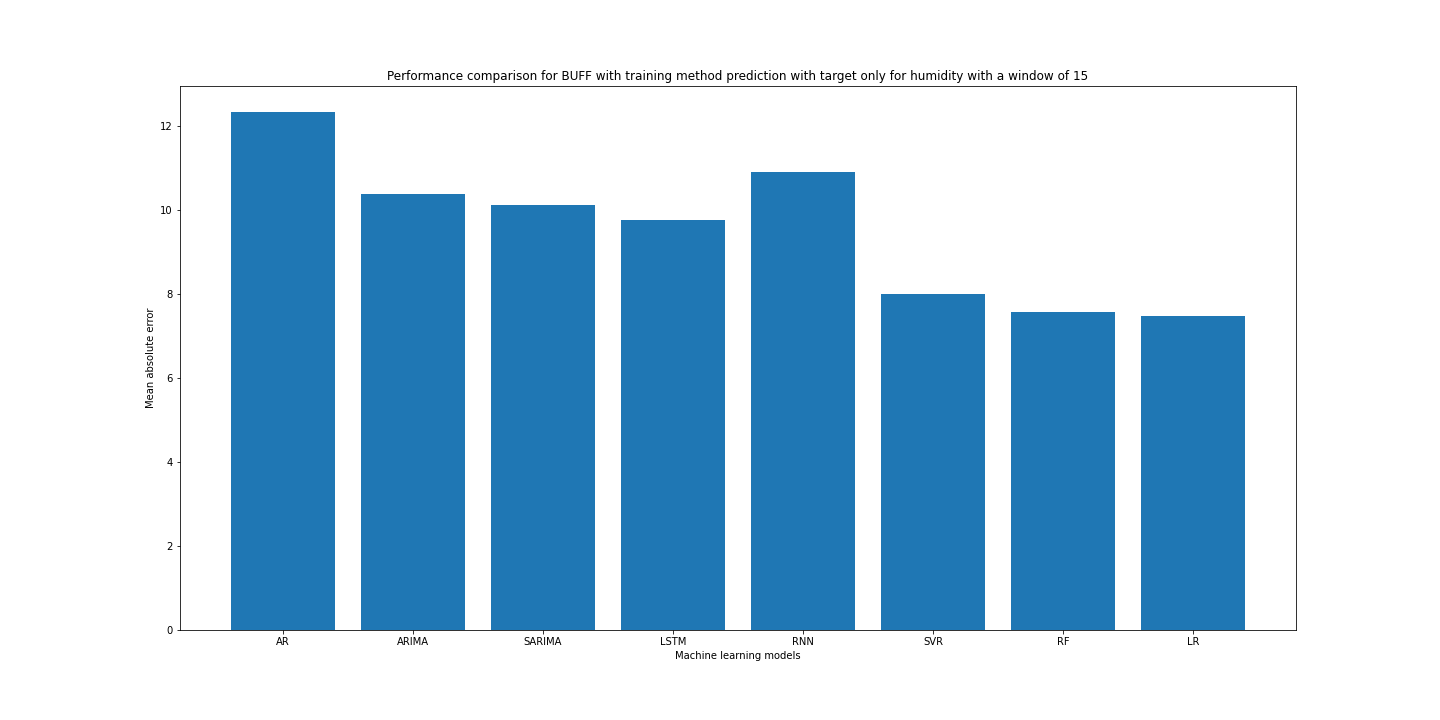 Performance comparison for BUFF with training method prediction with target only for humidity with a window of 15
12
10
8
6
4
2
0
Mean absolute error
AR ARIMA SARIMA LSTM RNN SVR RF LR
Machine learning models